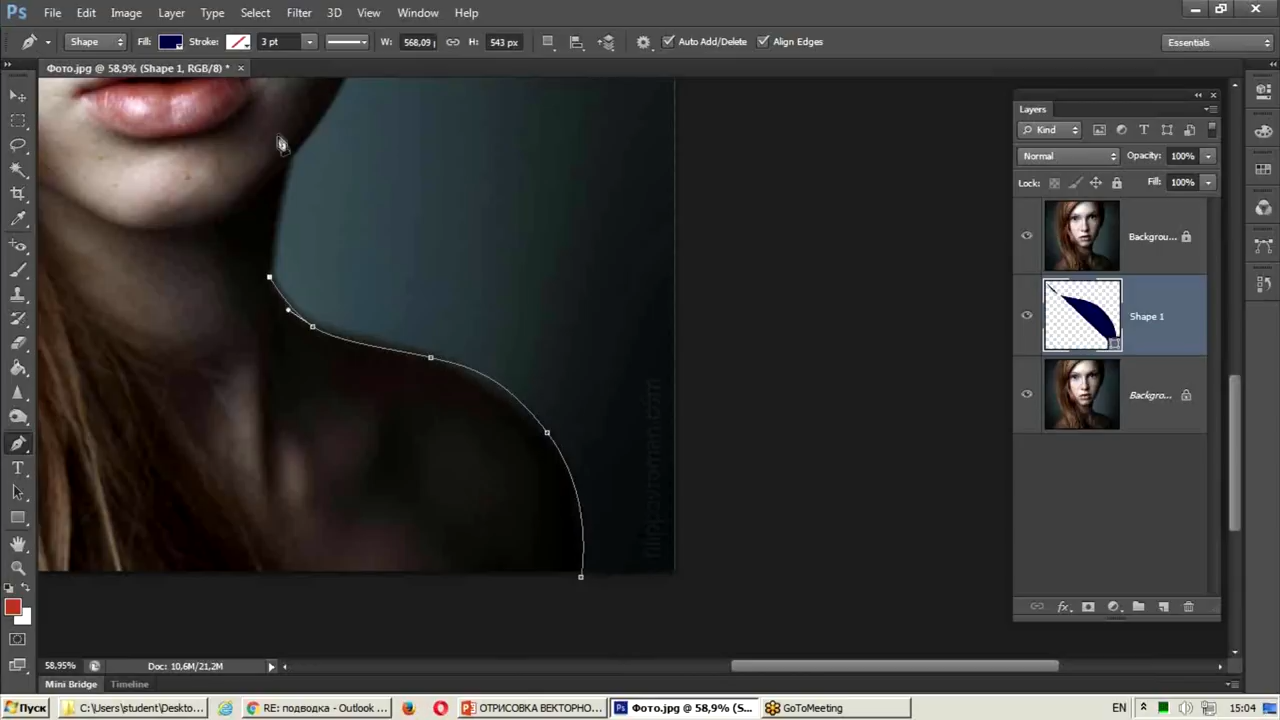 Ps File Edit Image Layer Type Select Filter 3D View Window Help
Shape Fill: Stroke: 3 pt W: 568,09 H: 543 px Auto Add/Delete Align Edges Essentials
Фото.jpg @ 58,9% (Shape 1, RGB/8) *
Layers
Kind
Normal Opacity: 100%
Lock: Fill: 100%
Backgrou...
Shape 1
Backgro...
filippovroman.com
58,95% Doc: 10,6M/21,2M
Mini Bridge Timeline
Пуск C:\Users\student\Deskto... RE: подводка - Outlook ... ОТРИСОВКА ВЕКТОРНО... Фото.jpg @ 58,9% (S... GoToMeeting EN 15:04